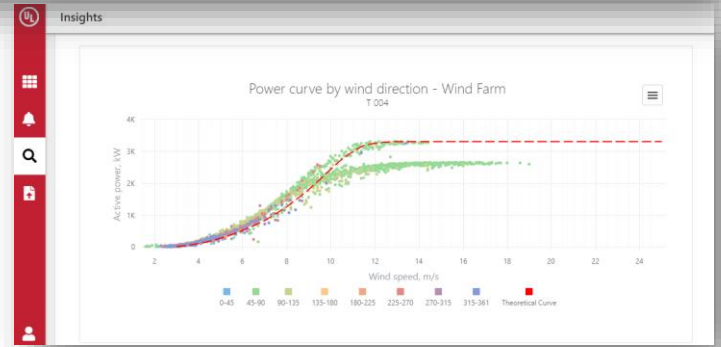 UL
Insights
Power curve by wind direction - Wind Farm
T 004
4K
3K
2K
1K
0
Active power, kW
2 4 6 8 10 12 14 16 18 20 22 24
Wind speed, m/s
0-45 45-90 90-135 135-180 180-225 225-270 270-315 315-361 Theoretical Curve